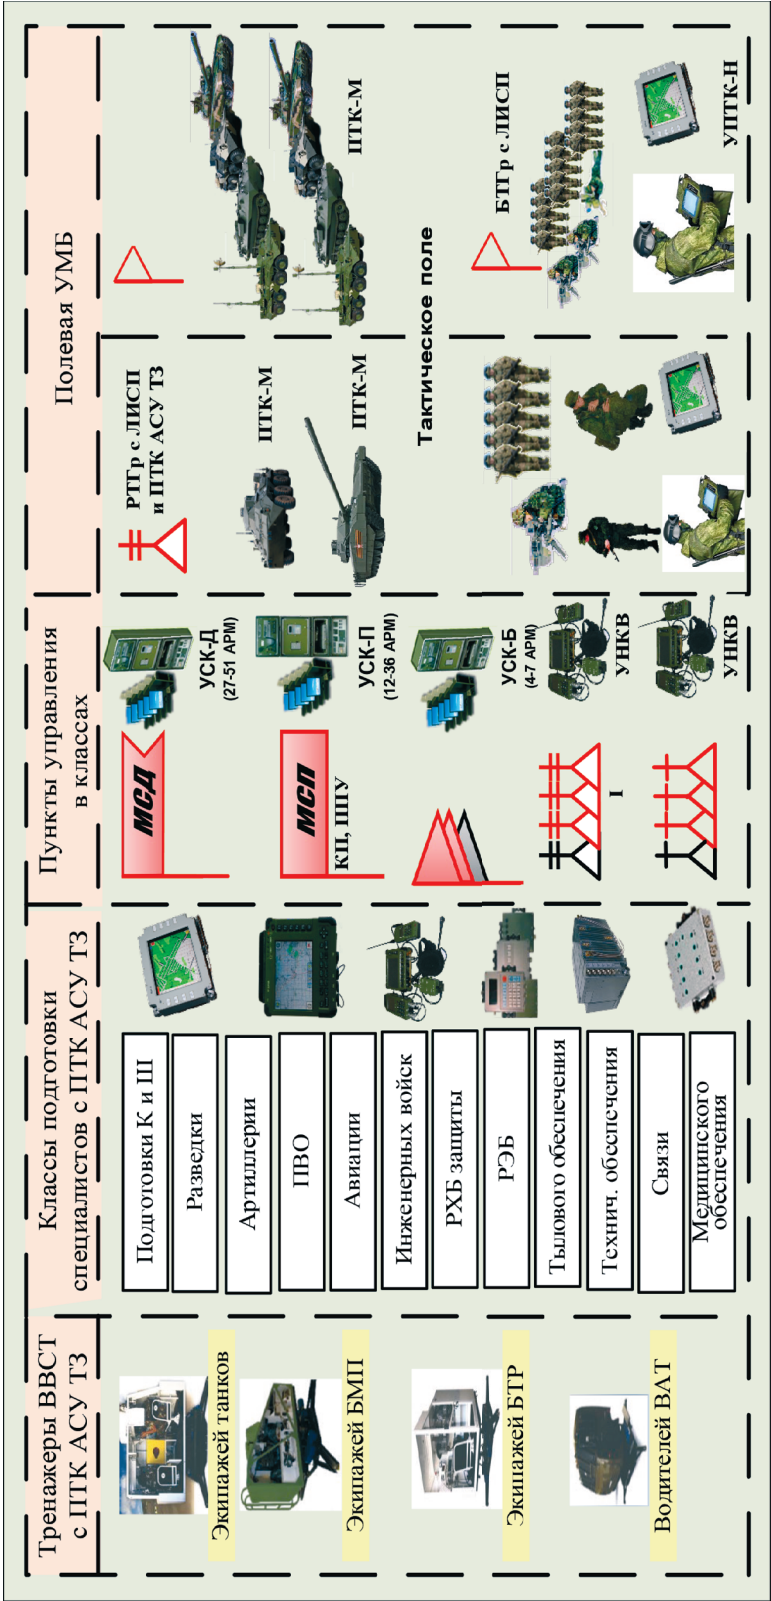 Тренажеры ВВСТ
с ПТК АСУ ТЗ
Экипажей танков
Экипажей БМП
Экипажей БТР
Водителей ВАТ
Классы подготовки
специалистов с ПТК АСУ ТЗ
Подготовки К и Ш
Разведки
Артиллерии
ПВО
Авиации
Инженерных войск
РХБ защиты
РЭБ
Тылового обеспечения
Технич. обеспечения
Связи
Медицинского
обеспечения
Пункты управления
в классах
МСД
УСК-Д
(27-51 АРМ)
МСП
КП, ППУ
УСК-П
(12-36 АРМ)
УСК-Б
(4-7 АРМ)
I
УНКВ
УНКВ
Полевая УМБ
РТГр с ЛИСП
и ПТК АСУ ТЗ
ПТК-М
ПТК-М
ПТК-М
Тактическое поле
БТГр с ЛИСП
УПТК-Н